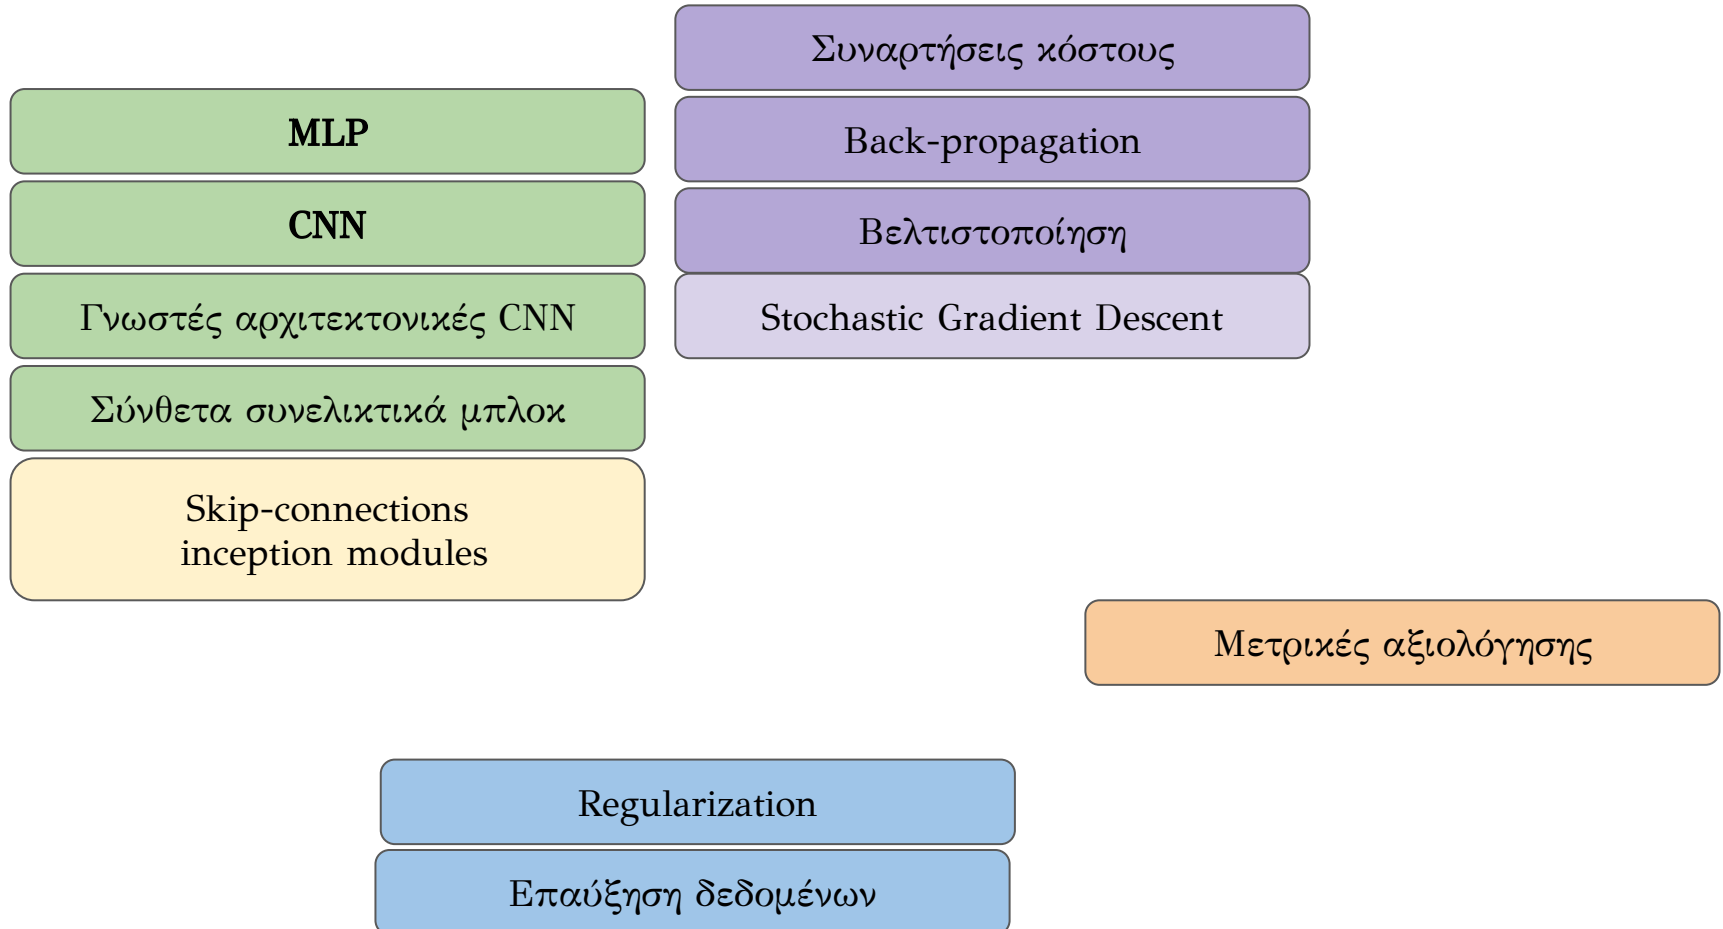 MLP
CNN
Γνωστές αρχιτεκτονικές CNN
Σύνθετα συνελικτικά μπλοκ
Skip-connections
inception modules
Συναρτήσεις κόστους
Back-propagation
Βελτιστοποίηση
Stochastic Gradient Descent
Μετρικές αξιολόγησης
Regularization
Επαύξηση δεδομένων